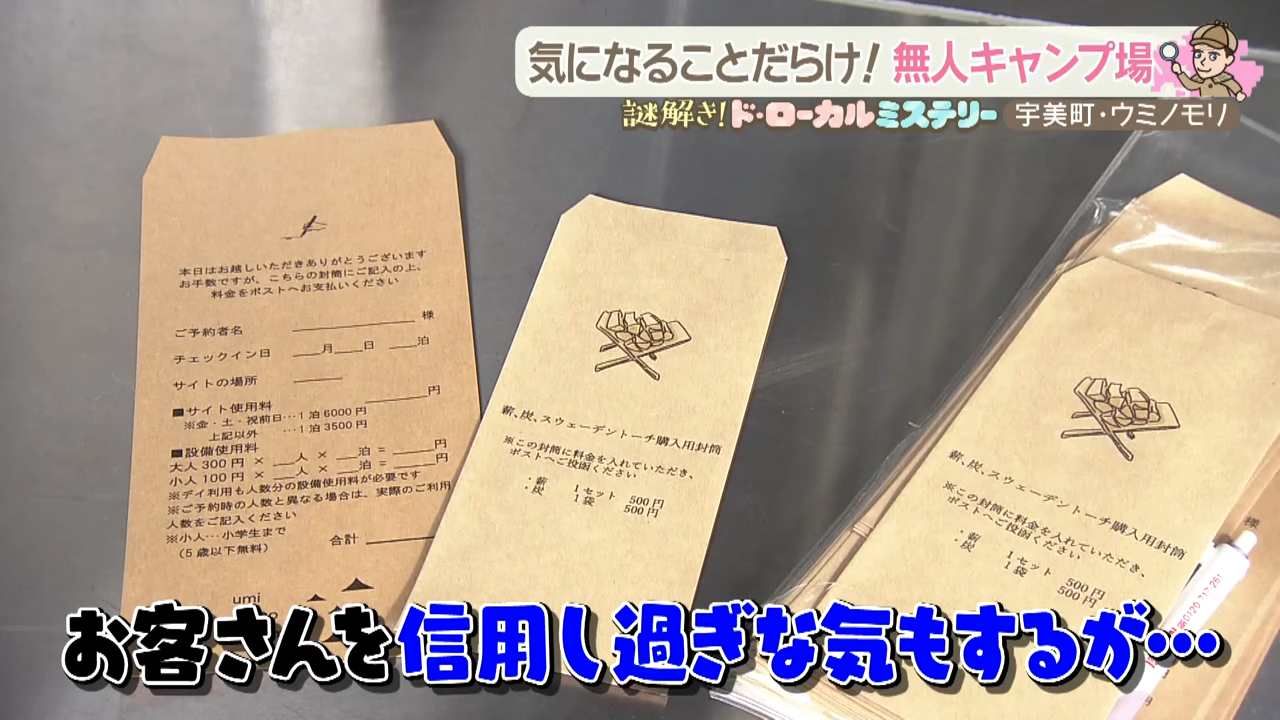 気になることだらけ！無人キャンプ場
謎解き！ド・ローカルミステリー 宇美町・ウミノモリ
本日はお越しいただきありがとうございます
お手数ですが、こちらの封筒にご記入の上、
料金をポストへお支払いください
ご予約者名 様
チェックイン日 月 日 泊
サイトの場所
■サイト使用料 円
※金・土・祝前日…1泊6000円
上記以外 …1泊3500円
■設備使用料
大人300円 × 人 × 泊 = 円
小人100円 × 人 × 泊 = 円
※デイ利用も人数分の設備使用料が必要です
※ご予約時の人数と異なる場合は、実際のご利用
人数をご記入ください
※小人…小学生まで
（5歳以下無料） 合計
umi
薪、炭、スウェーデントーチ購入用封筒
※この封筒に料金を入れていただき、
ポストへご投函ください
・薪 1セット 500円
・炭 1袋 500円
薪、炭、スウェーデントーチ購入用封筒
※この封筒に料金を入れていただき、
ポストへご投函ください
・薪 1セット 500円
・炭 1袋 500円
様
0120-717-261
円
お客さんを信用し過ぎな気もするが…